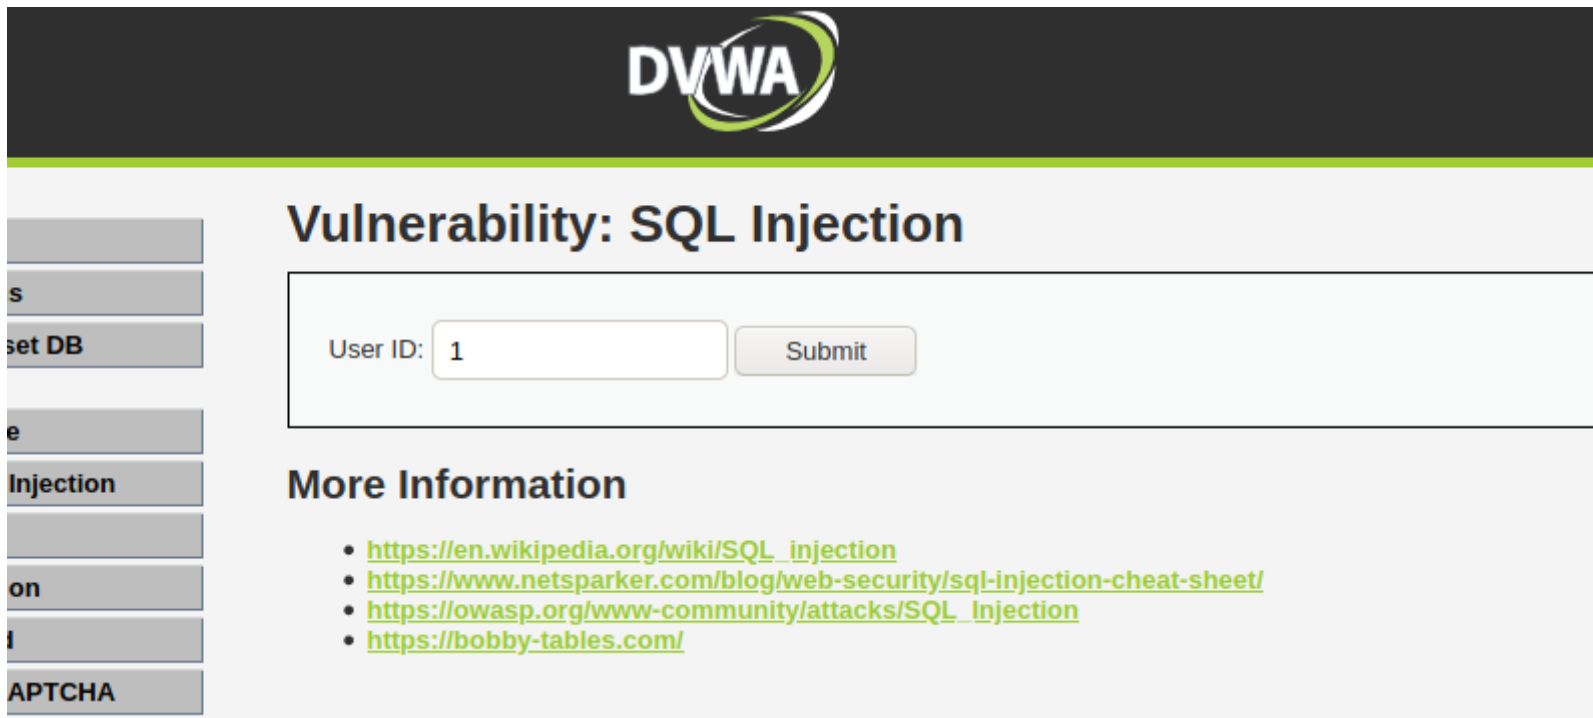 DVWA
Vulnerability: SQL Injection
s
set DB
User ID: 1 Submit
e
Injection
More Information
https://en.wikipedia.org/wiki/SQL_injection
https://www.netsparker.com/blog/web-security/sql-injection-cheat-sheet/
on
https://owasp.org/www-community/attacks/SQL_Injection
https://bobby-tables.com/
APTCHA